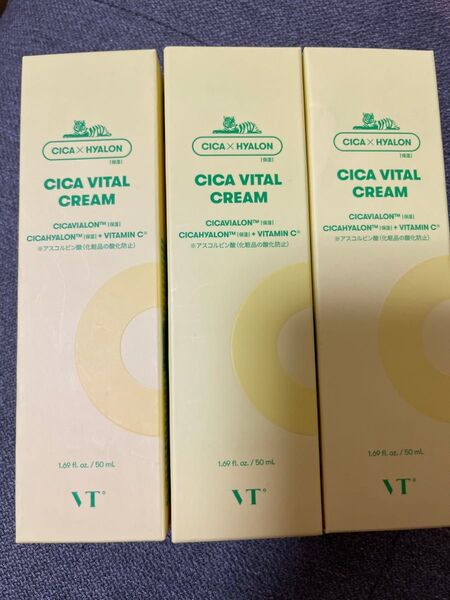 CICA×HYALON
[保湿]
CICA VITAL
CREAM
CICAVIALON™ [保湿]
CICAHYALON™ [保湿] + VITAMIN C※
※アスコルビン酸(化粧品の酸化防止)
1.69 fl. oz. / 50 mL
VT
CICA×HYALON
[保湿]
CICA VITAL
CREAM
CICAVIALON™ [保湿]
CICAHYALON™ [保湿] + VITAMIN C※
※アスコルビン酸(化粧品の酸化防止)
1.69 fl. oz. / 50 mL
VT
CICA×HYALON
[保湿]
CICA VITAL
CREAM
CICAVIALON™ [保湿]
CICAHYALON™ [保湿] + VITAMIN C※
※アスコルビン酸(化粧品の酸化防止)
1.69 fl. oz. / 50 mL
VT